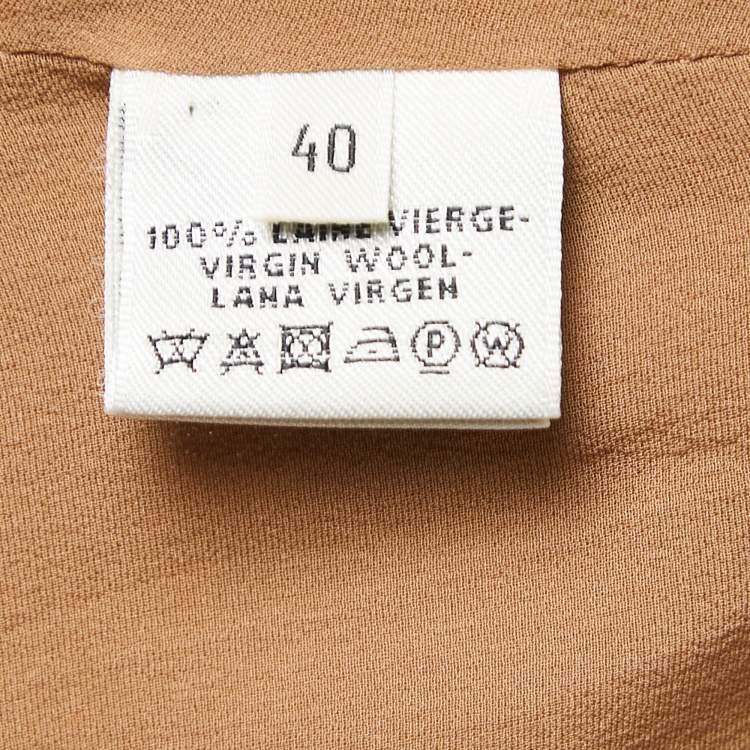 40
100% LAINE VIERGE-
VIRGIN WOOL-
LANA VIRGEN
P W